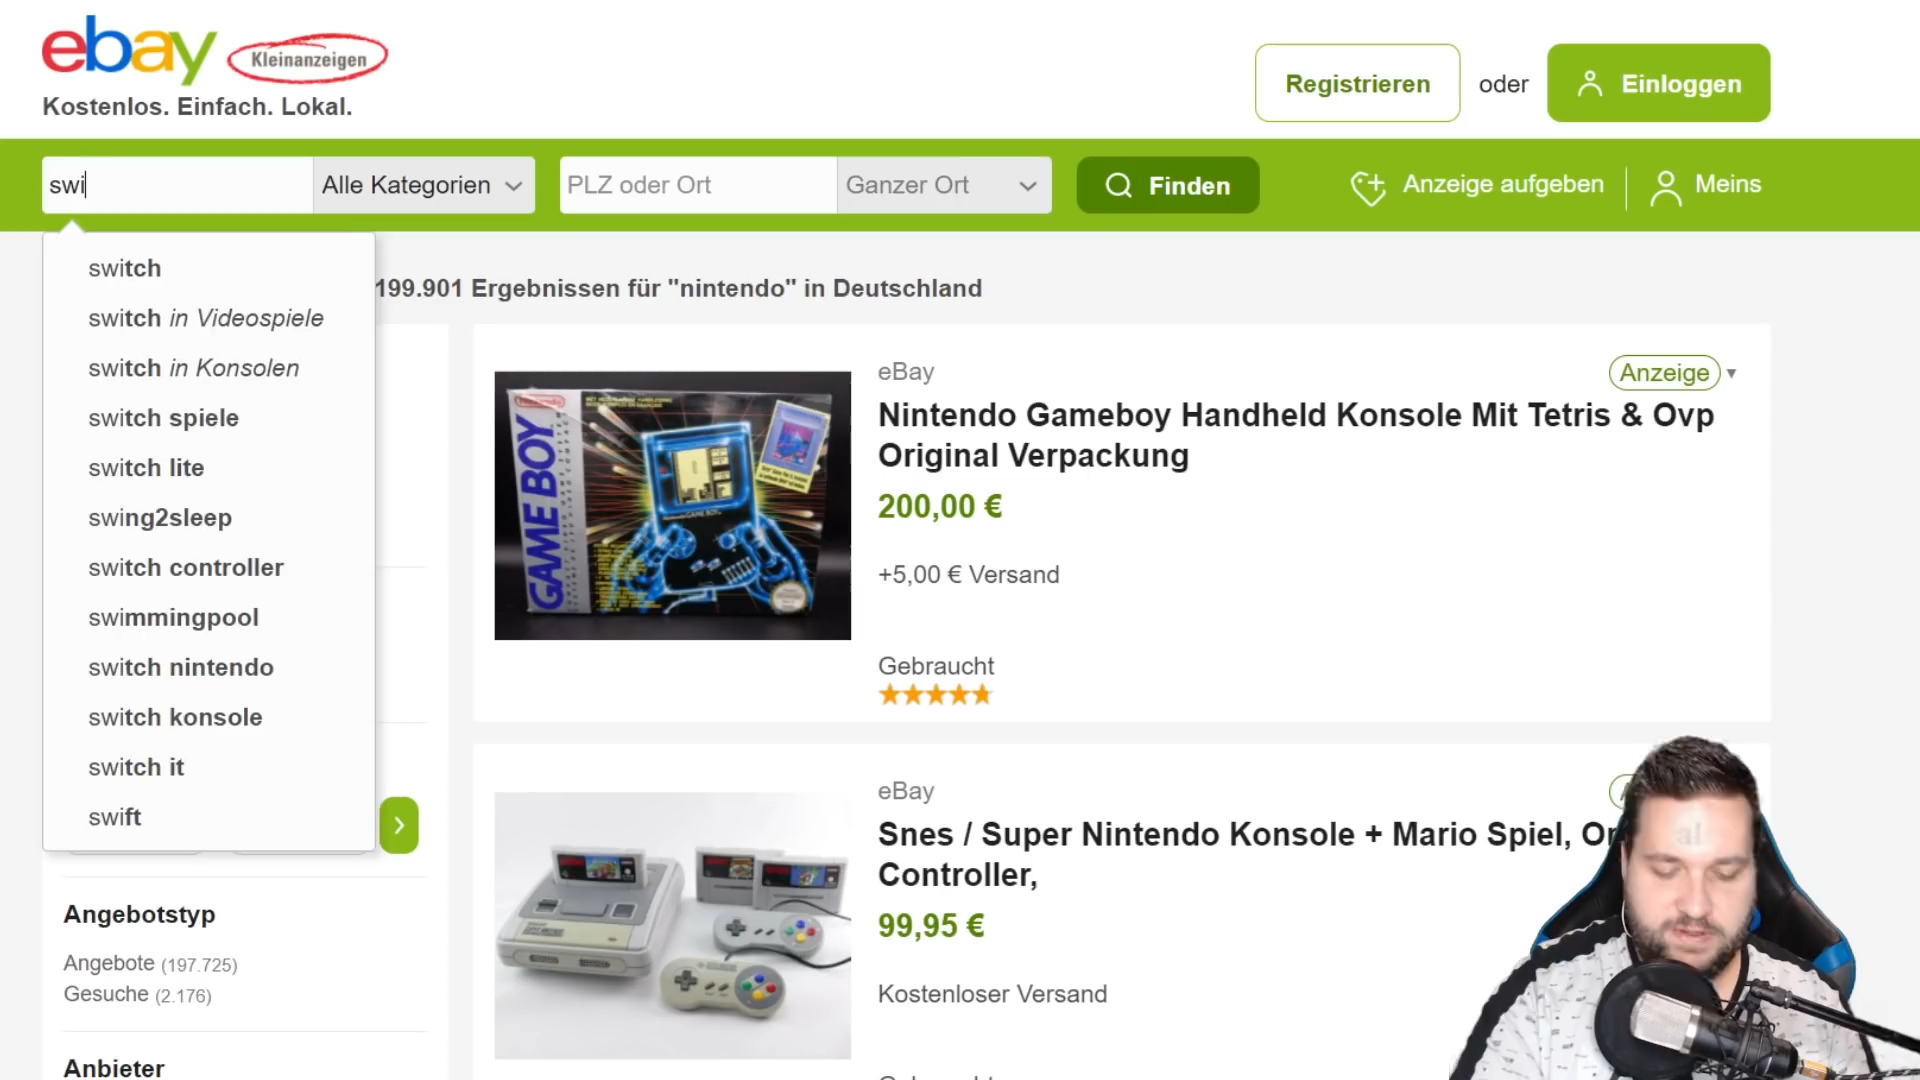 ebay Kleinanzeigen
Kostenlos. Einfach. Lokal.
Registrieren oder Einloggen
swi Alle Kategorien PLZ oder Ort Ganzer Ort Finden Anzeige aufgeben Meins
switch
switch in Videospiele
switch in Konsolen
switch spiele
switch lite
swing2sleep
switch controller
swimmingpool
switch nintendo
switch konsole
switch it
swift
199.901 Ergebnissen für "nintendo" in Deutschland
eBay
Anzeige
Nintendo Gameboy Handheld Konsole Mit Tetris & Ovp
Original Verpackung
200,00 €
+5,00 € Versand
Gebraucht
GAME BOY
Nintendo
eBay
Snes / Super Nintendo Konsole + Mario Spiel, Or
Controller,
99,95 €
Kostenloser Versand
Angebotstyp
Angebote (197.725)
Gesuche (2.176)
Anbieter